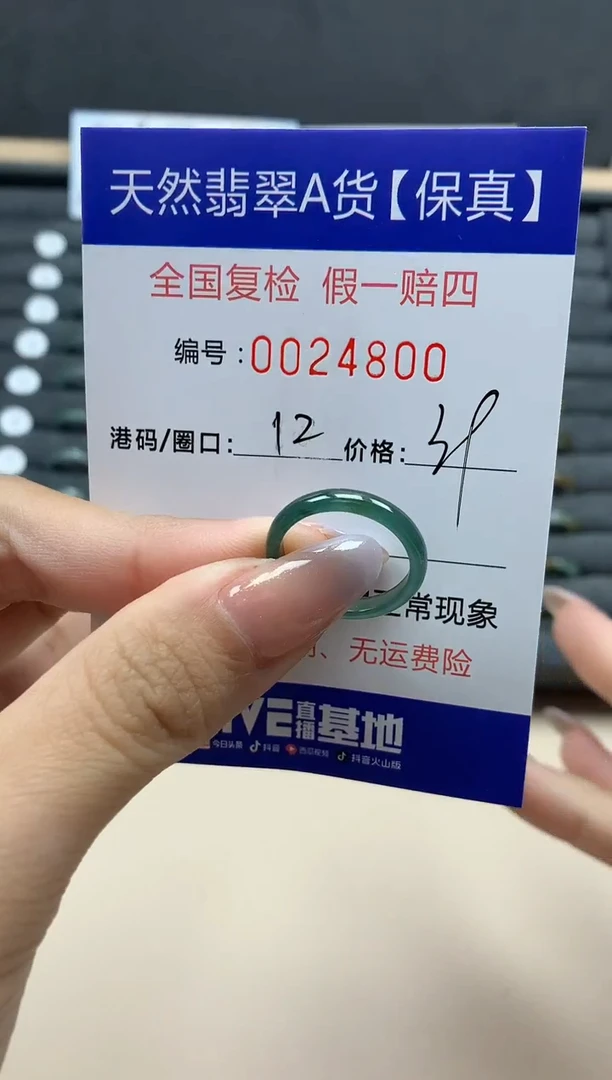 天然翡翠A货【保真】
全国复检 假一赔四
编号:0024800
港码/圈口: 12 价格:
常现象
、无运费险
VE直播基地
今日头条 抖音 西瓜视频 抖音火山版